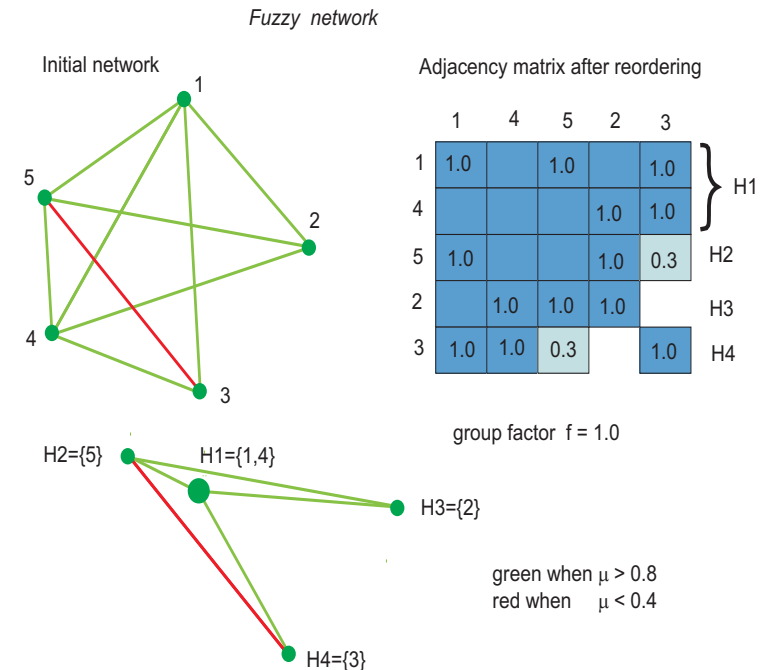 Fuzzy network
Initial network
Adjacency matrix after reordering
1
5
2
4
3
1 4 5 2 3
1 1.0 1.0 1.0
H1
4 1.0 1.0
5 1.0 1.0 0.3 H2
2 1.0 1.0 1.0 H3
3 1.0 1.0 0.3 1.0 H4
group factor f = 1.0
H2={5}
H1={1,4}
H3={2}
green when μ > 0.8
red when μ < 0.4
H4={3}